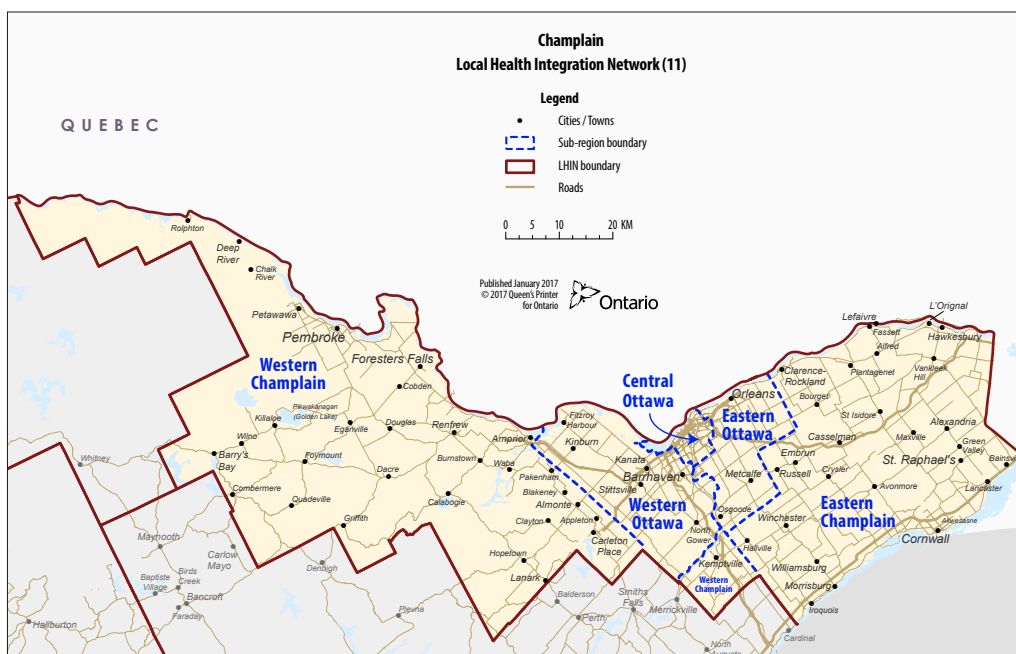 Champlain
Local Health Integration Network (11)
Legend
Cities / Towns
Sub-region boundary
LHIN boundary
Roads
0 5 10 20 KM
Published January 2017
© 2017 Queen's Printer
for Ontario
Ontario
QUEBEC
Rolphton
Deep
River
Chalk
River
Petawawa
Pembroke
Foresters Falls
Western
Champlain
Cobden
Pikwakanagan
(Golden Lake)
Killaloe
Eganville
Douglas
Renfrew
Wilno
Barry's
Bay
Foymount
Dacre
Burnstown
Combermere
Quadeville
Calabogie
Griffith
Whitney
Maynooth
Carlow
Mayo
Denbigh
Baptiste
Village
Birds
Creek
Bancroft
Faraday
Haliburton
Plevna
Arnprior
Waba
Fitzroy
Harbour
Kinburn
Pakenham
Blakeney
Almonte
Clayton
Appleton
Carleton
Place
Hopetown
Lanark
Balderson
Perth
Smiths
Falls
Merrickville
Kanata
Stittsville
Barrhaven
Western
Ottawa
Central
Ottawa
Orleans
Eastern
Ottawa
Metcalfe
Osgoode
North
Gower
Kemptville
Western
Champlain
Hallville
Winchester
Williamsburg
Morrisburg
Iroquois
Cardinal
North
Lefaivre
L'Orignal
Fassett
Hawkesbury
Alfred
Clarence-
Rockland
Plantagenet
Vankleek
Hill
Bourget
St Isidore
Casselman
Maxville
Alexandria
Green
Valley
Embrun
Russell
Crysler
St. Raphael's
Avonmore
Lancaster
Eastern
Champlain
Akwesasne
Cornwall